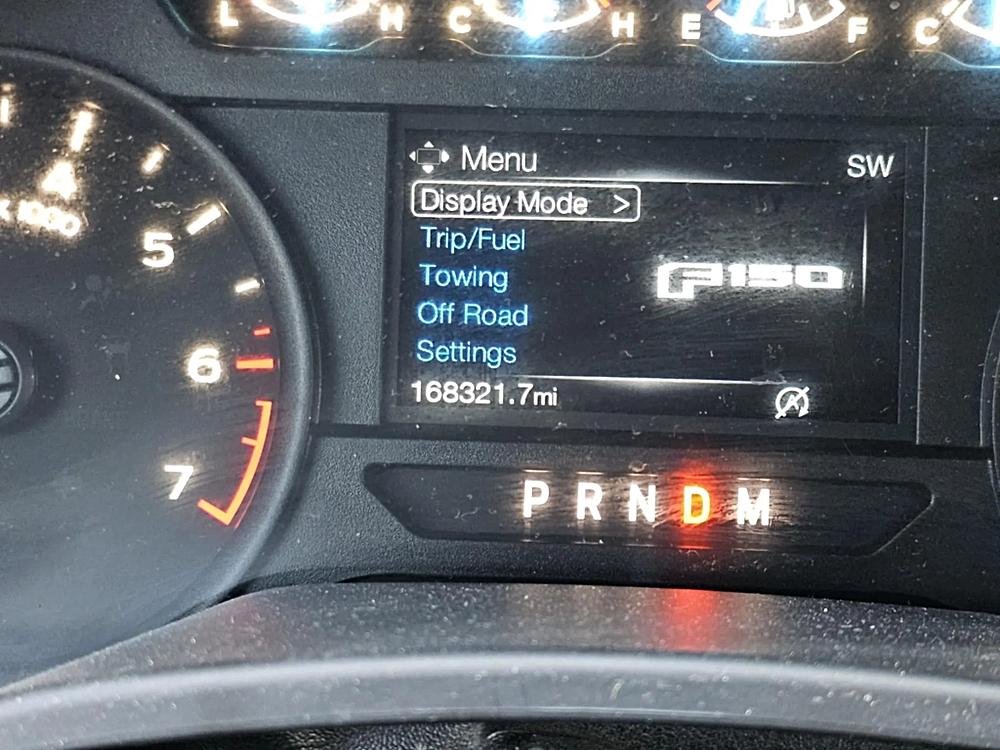 L H C H E F C
Menu SW
Display Mode >
Trip/Fuel
Towing
F150
Off Road
Settings
168321.7mi
4
x1000
5
6
7
P R N D M